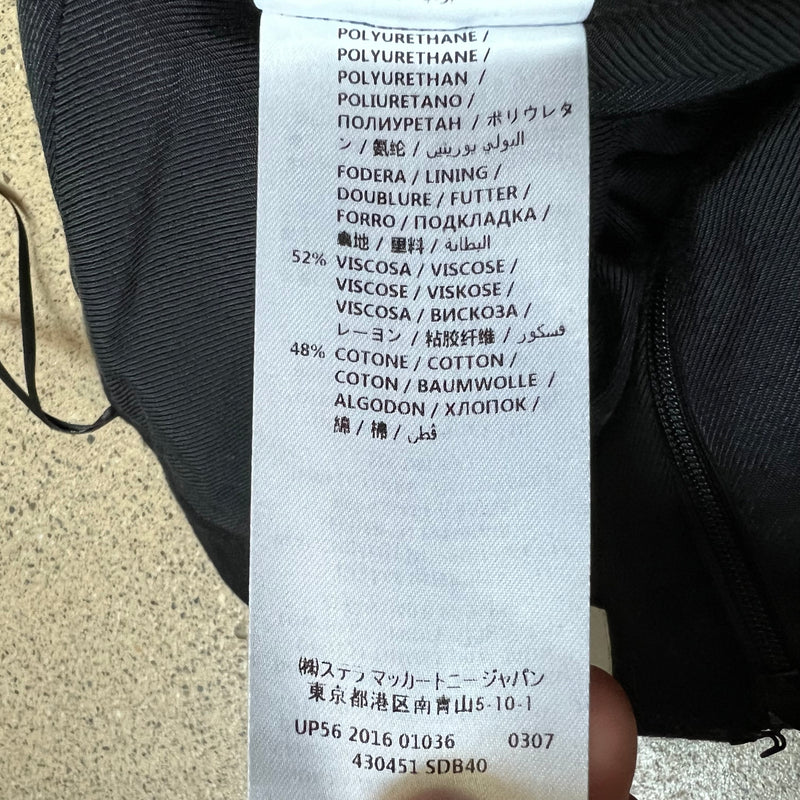 POLYURETHANE /
POLYURETHANE /
POLYURETHAN /
POLIURETANO /
ПОЛИУРЕТАН / ポリウレタ
ン / 氨纶 / البولي يوريثين
FODERA / LINING /
DOUBLURE / FUTTER /
FORRO / ПОДКЛАДКА /
裏地 / 里料 / البطانة
52% VISCOSA / VISCOSE /
VISCOSE / VISKOSE /
VISCOSA / ВИСКОЗА /
レーヨン / 粘胶纤维 / فسكوز
48% COTONE / COTTON /
COTON / BAUMWOLLE /
ALGODON / ХЛОПОК /
綿 / 棉 / قطن
(株)ステラ マッカートニー ジャパン
東京都港区南青山5-10-1
UP56 2016 01036 0307
430451 SDB40